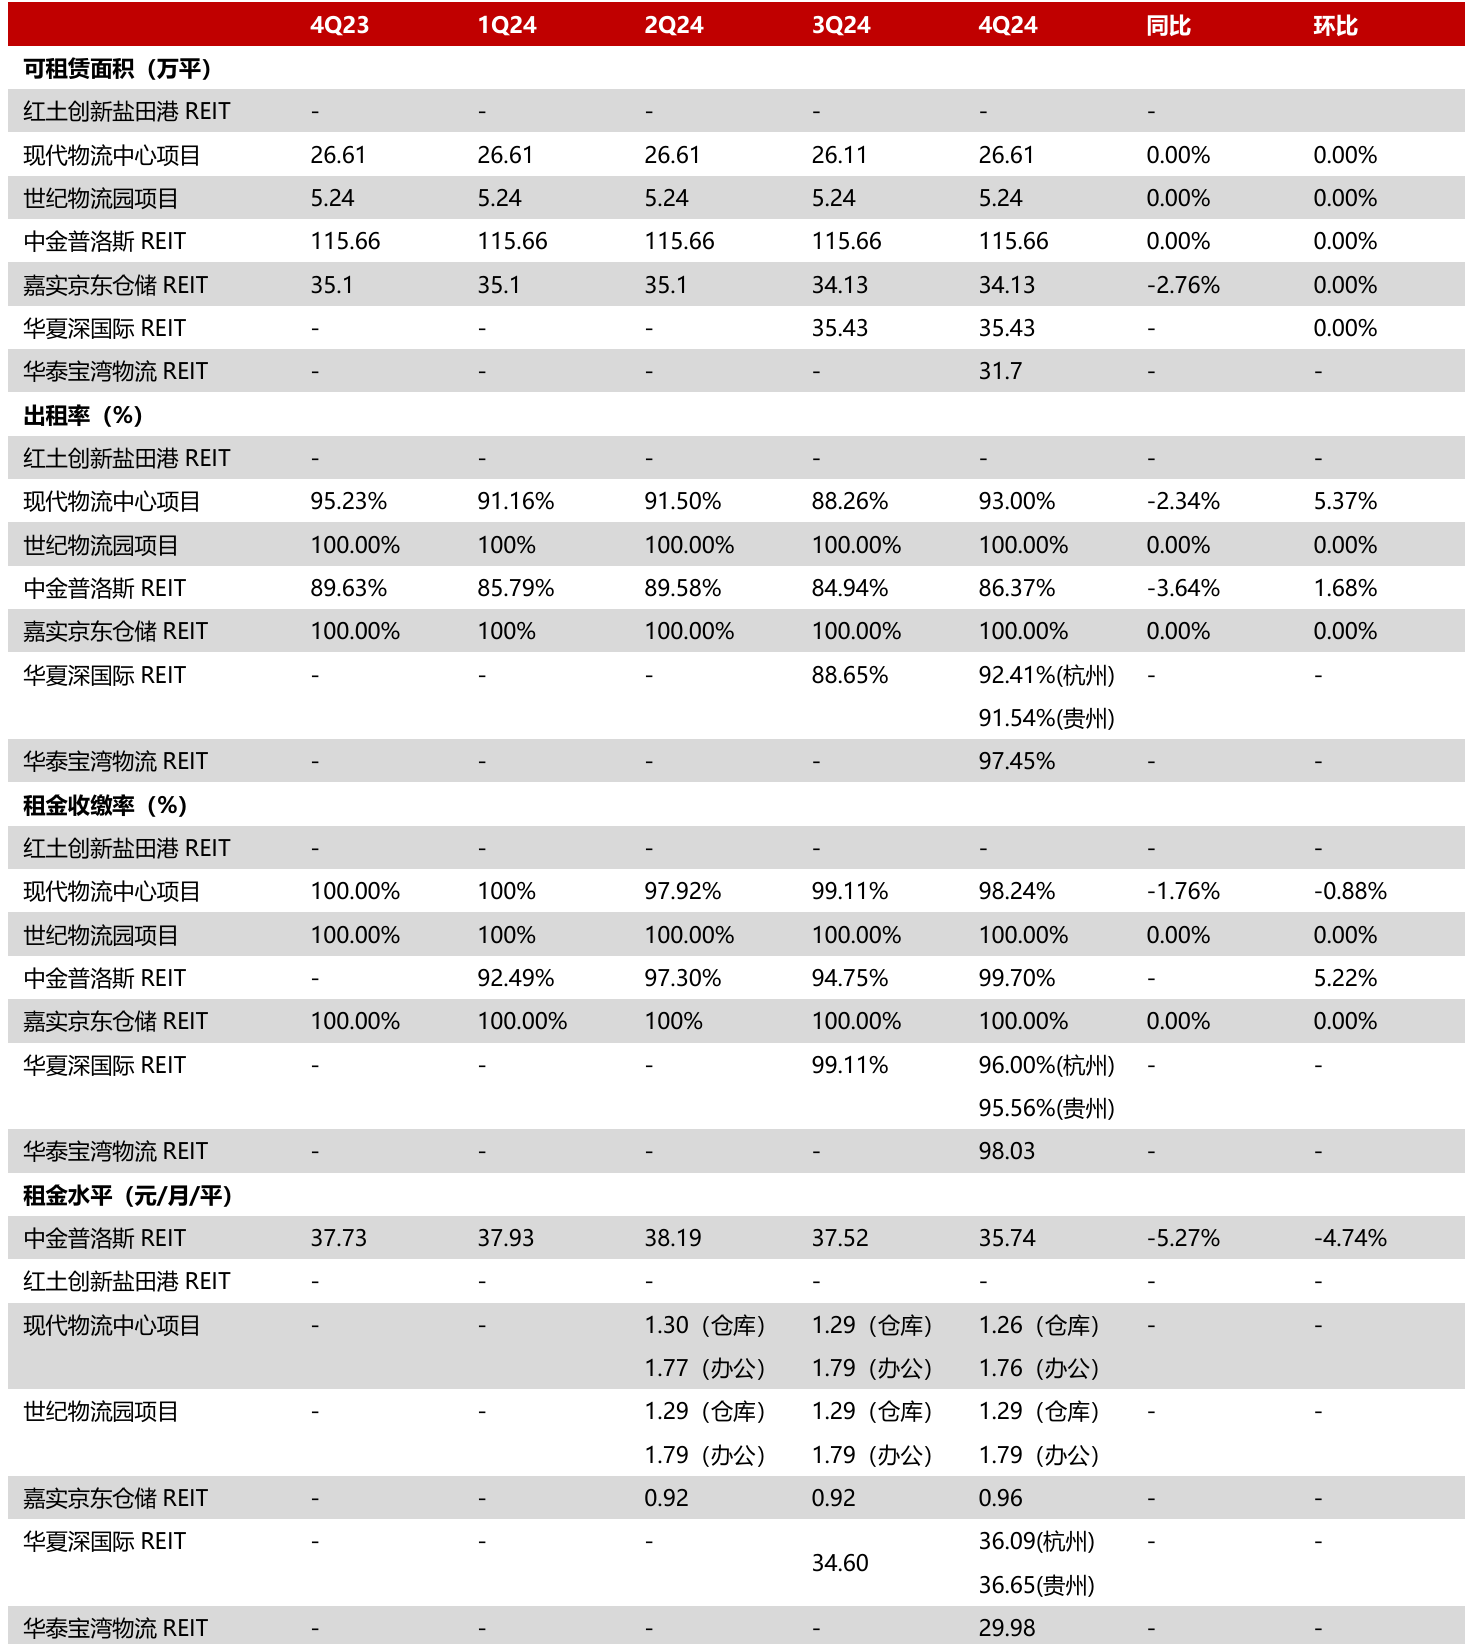 4Q23 1Q24 2Q24 3Q24 4Q24 同比 环比
可租赁面积（万平）
红土创新盐田港 REIT - - - - - -
现代物流中心项目 26.61 26.61 26.61 26.11 26.61 0.00% 0.00%
世纪物流园项目 5.24 5.24 5.24 5.24 5.24 0.00% 0.00%
中金普洛斯 REIT 115.66 115.66 115.66 115.66 115.66 0.00% 0.00%
嘉实京东仓储 REIT 35.1 35.1 35.1 34.13 34.13 -2.76% 0.00%
华夏深国际 REIT - - - 35.43 35.43 - 0.00%
华泰宝湾物流 REIT - - - - 31.7 - -
出租率（%）
红土创新盐田港 REIT - - - - - - -
现代物流中心项目 95.23% 91.16% 91.50% 88.26% 93.00% -2.34% 5.37%
世纪物流园项目 100.00% 100% 100.00% 100.00% 100.00% 0.00% 0.00%
中金普洛斯 REIT 89.63% 85.79% 89.58% 84.94% 86.37% -3.64% 1.68%
嘉实京东仓储 REIT 100.00% 100% 100.00% 100.00% 100.00% 0.00% 0.00%
华夏深国际 REIT - - - 88.65% 92.41%(杭州) - -
91.54%(贵州)
华泰宝湾物流 REIT - - - - 97.45% - -
租金收缴率（%）
红土创新盐田港 REIT - - - - - - -
现代物流中心项目 100.00% 100% 97.92% 99.11% 98.24% -1.76% -0.88%
世纪物流园项目 100.00% 100% 100.00% 100.00% 100.00% 0.00% 0.00%
中金普洛斯 REIT - 92.49% 97.30% 94.75% 99.70% - 5.22%
嘉实京东仓储 REIT 100.00% 100.00% 100% 100.00% 100.00% 0.00% 0.00%
华夏深国际 REIT - - - 99.11% 96.00%(杭州) - -
95.56%(贵州)
华泰宝湾物流 REIT - - - - 98.03 - -
租金水平（元/月/平）
中金普洛斯 REIT 37.73 37.93 38.19 37.52 35.74 -5.27% -4.74%
红土创新盐田港 REIT - - - - - - -
现代物流中心项目 - - 1.30（仓库） 1.29（仓库） 1.26（仓库） - -
1.77（办公） 1.79（办公） 1.76（办公）
世纪物流园项目 - - 1.29（仓库） 1.29（仓库） 1.29（仓库） - -
1.79（办公） 1.79（办公） 1.79（办公）
嘉实京东仓储 REIT - - 0.92 0.92 0.96 - -
华夏深国际 REIT - - - 34.60 36.09(杭州) - -
36.65(贵州)
华泰宝湾物流 REIT - - - - 29.98 - -